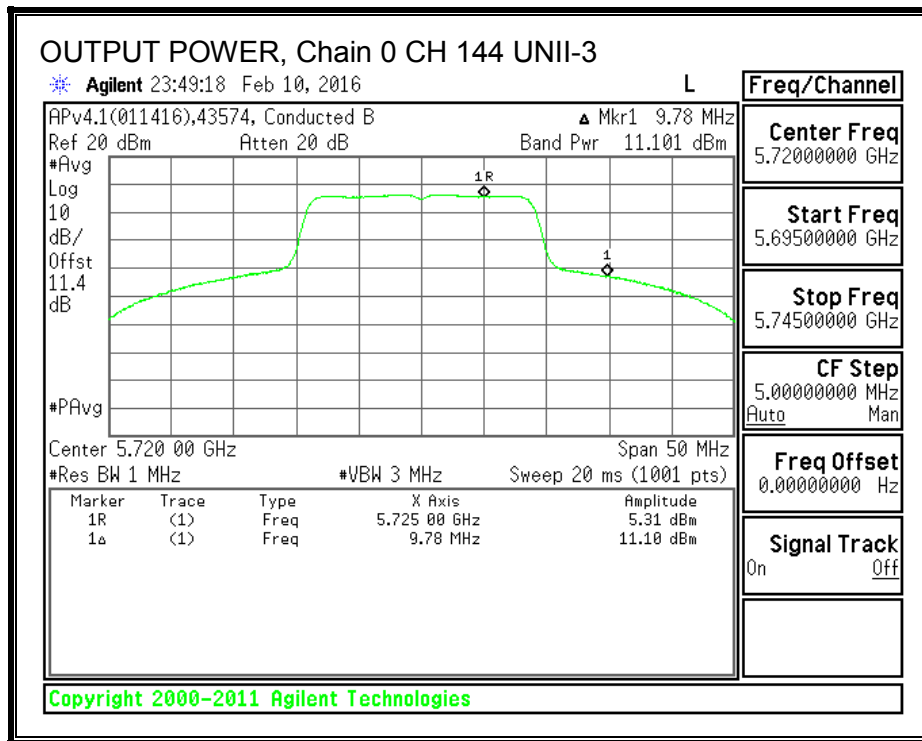 OUTPUT POWER, Chain 0 CH 144 UNII-3
Agilent 23:49:18 Feb 10, 2016 L
APv4.1(011416),43574, Conducted B Δ Mkr1 9.78 MHz
Ref 20 dBm Atten 20 dB Band Pwr 11.101 dBm
#Avg
Log
10
dB/
Offst
11.4
dB
#PAvg
1R
1
Center 5.720 00 GHz Span 50 MHz
#Res BW 1 MHz #VBW 3 MHz Sweep 20 ms (1001 pts)
Marker Trace Type X Axis Amplitude
1R (1) Freq 5.725 00 GHz 5.31 dBm
1Δ (1) Freq 9.78 MHz 11.10 dBm
Freq/Channel
Center Freq
5.72000000 GHz
Start Freq
5.69500000 GHz
Stop Freq
5.74500000 GHz
CF Step
5.00000000 MHz
Auto Man
Freq Offset
0.00000000 Hz
Signal Track
On Off
Copyright 2000-2011 Agilent Technologies